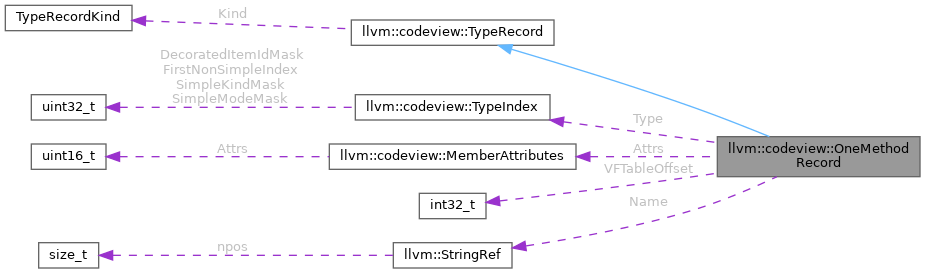 TypeRecordKind
Kind
llvm::codeview::TypeRecord
DecoratedItemIdMask
FirstNonSimpleIndex
SimpleKindMask
SimpleModeMask
uint32_t
llvm::codeview::TypeIndex
Type
uint16_t
Attrs
llvm::codeview::MemberAttributes
Attrs
llvm::codeview::OneMethod
Record
VFTableOffset
int32_t
Name
size_t
npos
llvm::StringRef